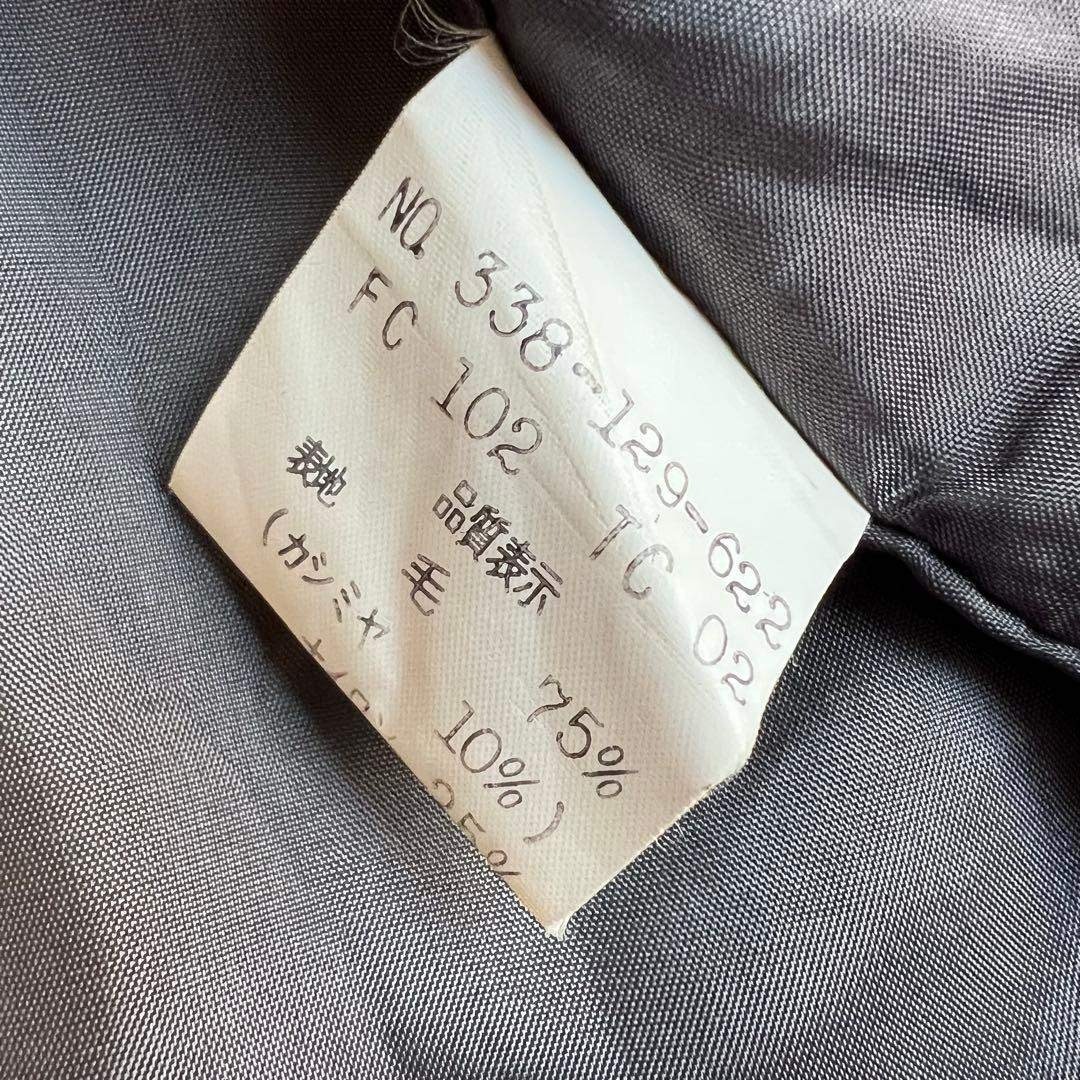 NO. 338-129-622
FC 102 TC 02
品質表示
表地 毛 75%
(カシミヤ 10%)
25%